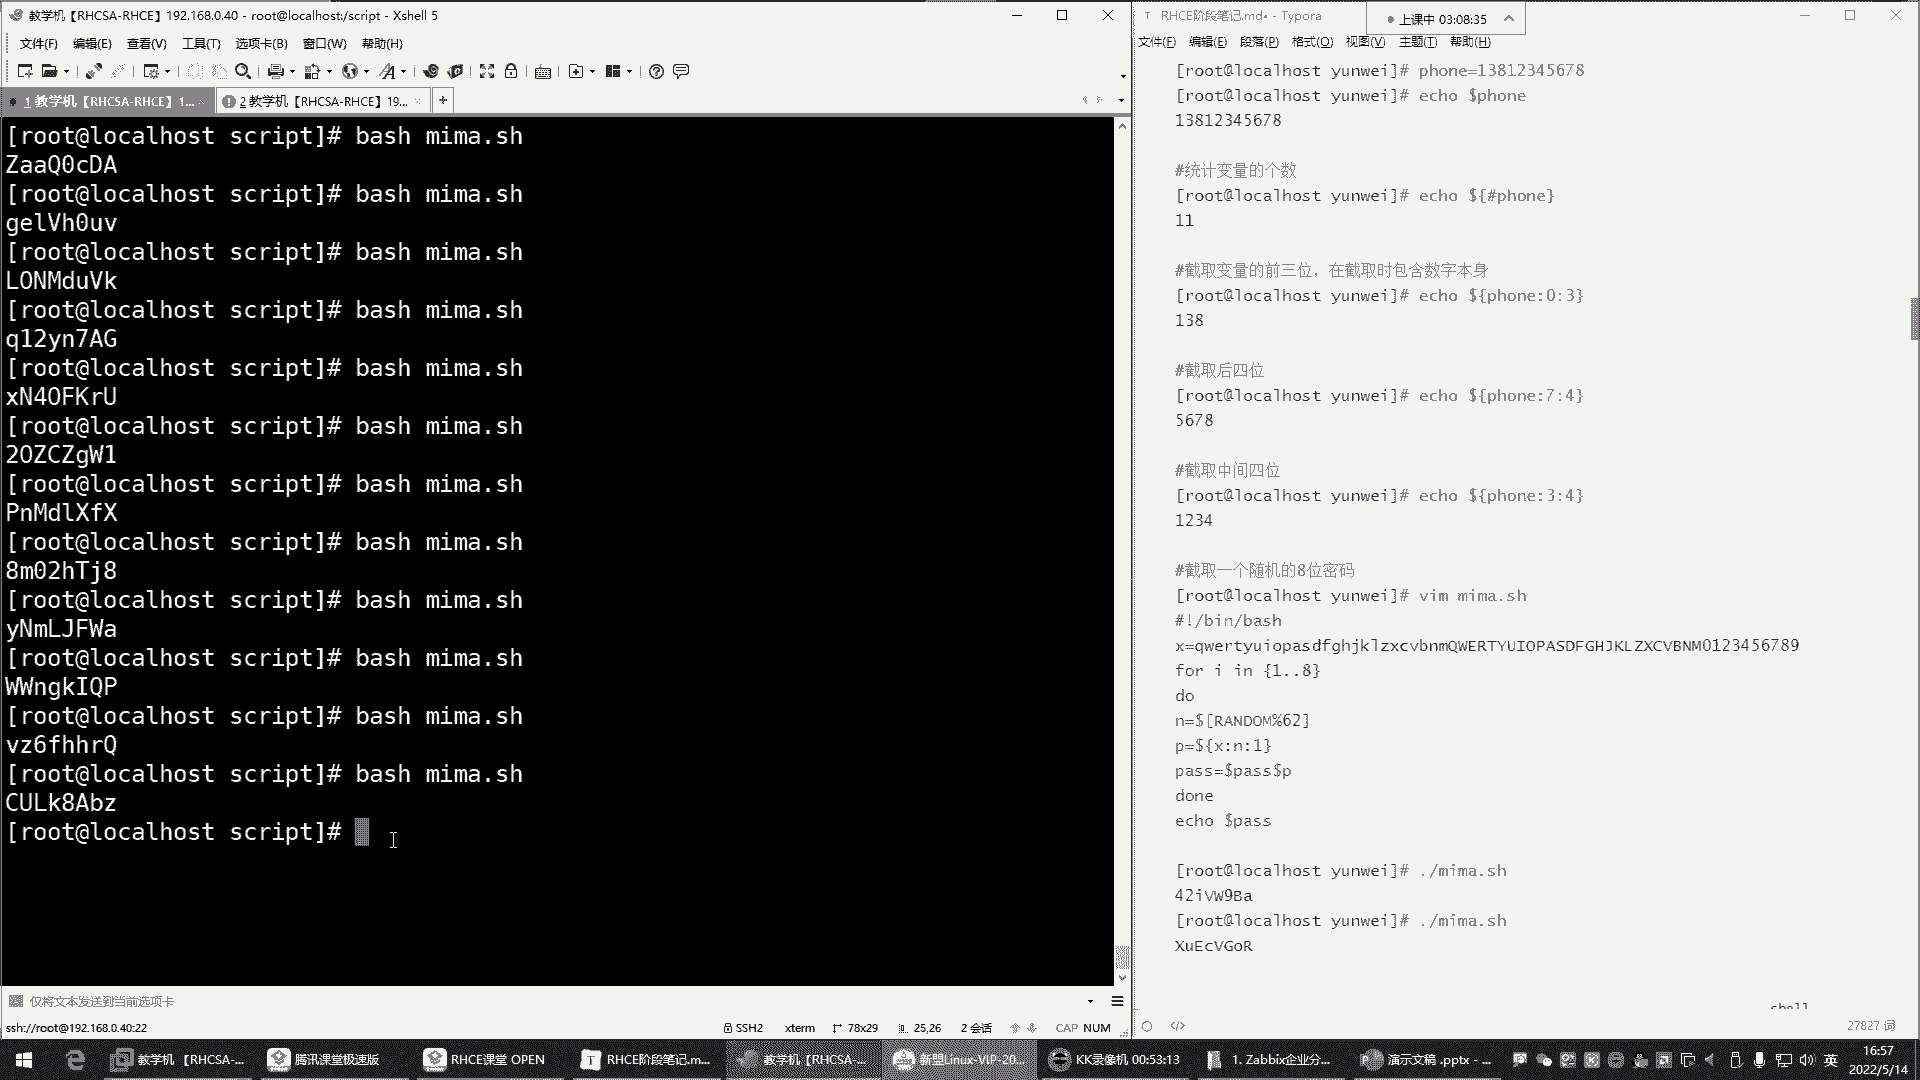 教学机【RHCSA-RHCE】192.168.0.40 - root@localhost:/script - Xshell 5
文件(F) 编辑(E) 查看(V) 工具(T) 选项卡(B) 窗口(W) 帮助(H)
1 教学机【RHCSA-RHCE】1...
2 教学机【RHCSA-RHCE】19...
[root@localhost script]# bash mima.sh
ZaaQ0cDA
[root@localhost script]# bash mima.sh
gelVh0uv
[root@localhost script]# bash mima.sh
LONMduVk
[root@localhost script]# bash mima.sh
q12yn7AG
[root@localhost script]# bash mima.sh
xN4OFKrU
[root@localhost script]# bash mima.sh
2OZCZgW1
[root@localhost script]# bash mima.sh
PnMdlXfX
[root@localhost script]# bash mima.sh
8m02hTj8
[root@localhost script]# bash mima.sh
yNmLJFWa
[root@localhost script]# bash mima.sh
WWngkIQP
[root@localhost script]# bash mima.sh
vz6fhhrQ
[root@localhost script]# bash mima.sh
CULk8Abz
[root@localhost script]#
仅将文本发送到当前选项卡
ssh://root@192.168.0.40:22 SSH2 xterm 78x29 25,26 2 会话 CAP NUM
RHCE阶段笔记.md• - Typora
上课中 03:08:35
文件(F) 编辑(E) 段落(P) 格式(O) 视图(V) 主题(T) 帮助(H)
[root@localhost yunwei]# phone=13812345678
[root@localhost yunwei]# echo $phone
13812345678
#统计变量的个数
[root@localhost yunwei]# echo ${#phone}
11
#截取变量的前三位，在截取时包含数字本身
[root@localhost yunwei]# echo ${phone:0:3}
138
#截取后四位
[root@localhost yunwei]# echo ${phone:7:4}
5678
#截取中间四位
[root@localhost yunwei]# echo ${phone:3:4}
1234
#截取一个随机的8位密码
[root@localhost yunwei]# vim mima.sh
#!/bin/bash
x=qwertyuiopasdfghjklzxcvbnmQWERTYUIOPASDFGHJKLZXCVBNM0123456789
for i in {1..8}
do
n=$[RANDOM%62]
p=${x:n:1}
pass=$pass$p
done
echo $pass
[root@localhost yunwei]# ./mima.sh
42iVW9Ba
[root@localhost yunwei]# ./mima.sh
XuEcVGoR
shell
27827 词
教学机【RHCSA-... 腾讯课堂极速版 RHCE课堂 OPEN RHCE阶段笔记.m... 教学机【RHCSA-... 新盟Linux-VIP-20... KK录像机 00:53:13 1. Zabbix企业分... 演示文稿 .pptx - ... 英
16:57
2022/5/14